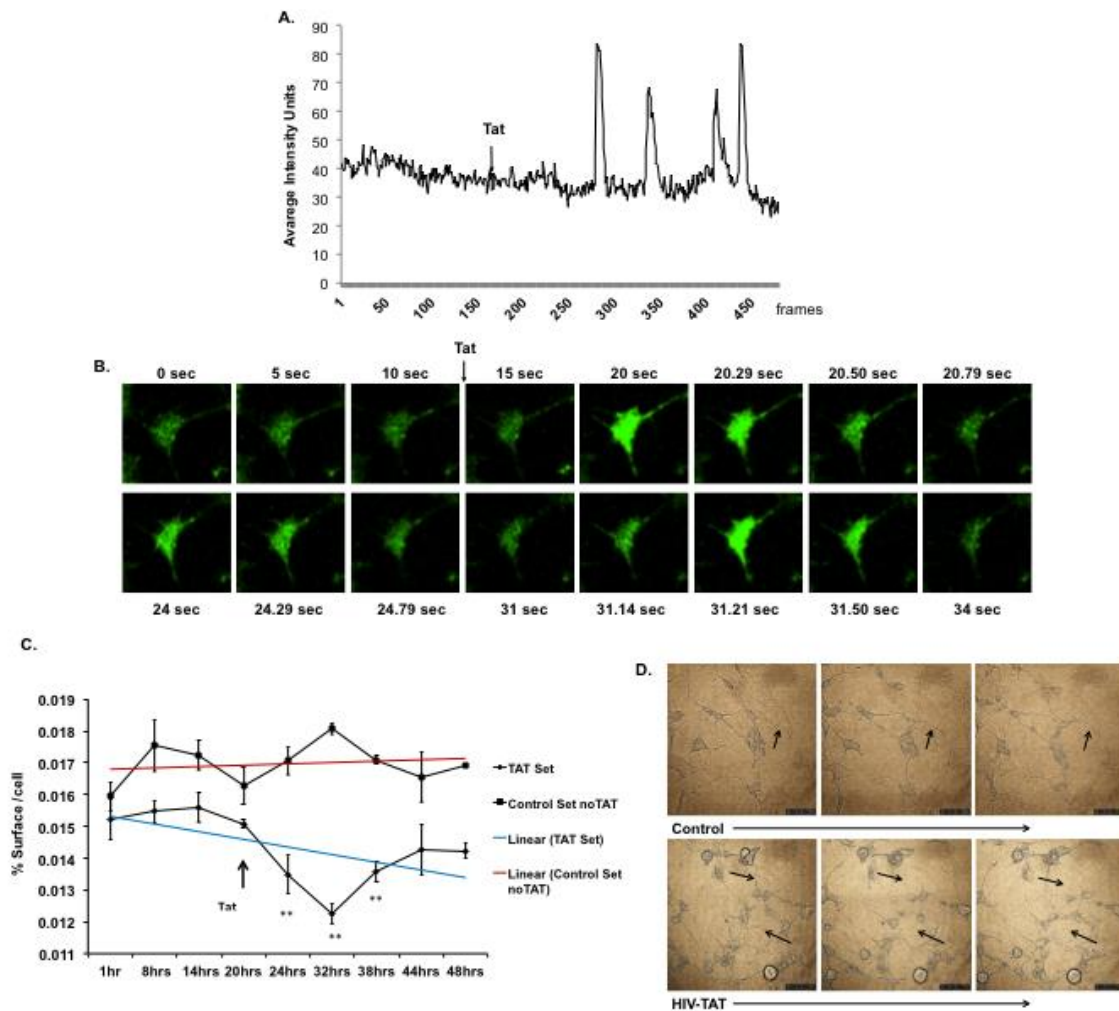 A.
Avarege Intensity Units
90
80
70
60
50
40
30
20
10
0
Tat
1
50
100
150
200
250
300
350
400
450
frames
B.
Tat
0 sec
5 sec
10 sec
15 sec
20 sec
20.29 sec
20.50 sec
20.79 sec
24 sec
24.29 sec
24.79 sec
31 sec
31.14 sec
31.21 sec
31.50 sec
34 sec
C.
% Surface /cell
0.019
0.018
0.017
0.016
0.015
0.014
0.013
0.012
0.011
Tat
**
**
**
1hr
8hrs
14hrs
20hrs
24hrs
32hrs
38hrs
44hrs
48hrs
TAT Set
Control Set noTAT
Linear (TAT Set)
Linear (Control Set
noTAT)
D.
Control
HIV-TAT